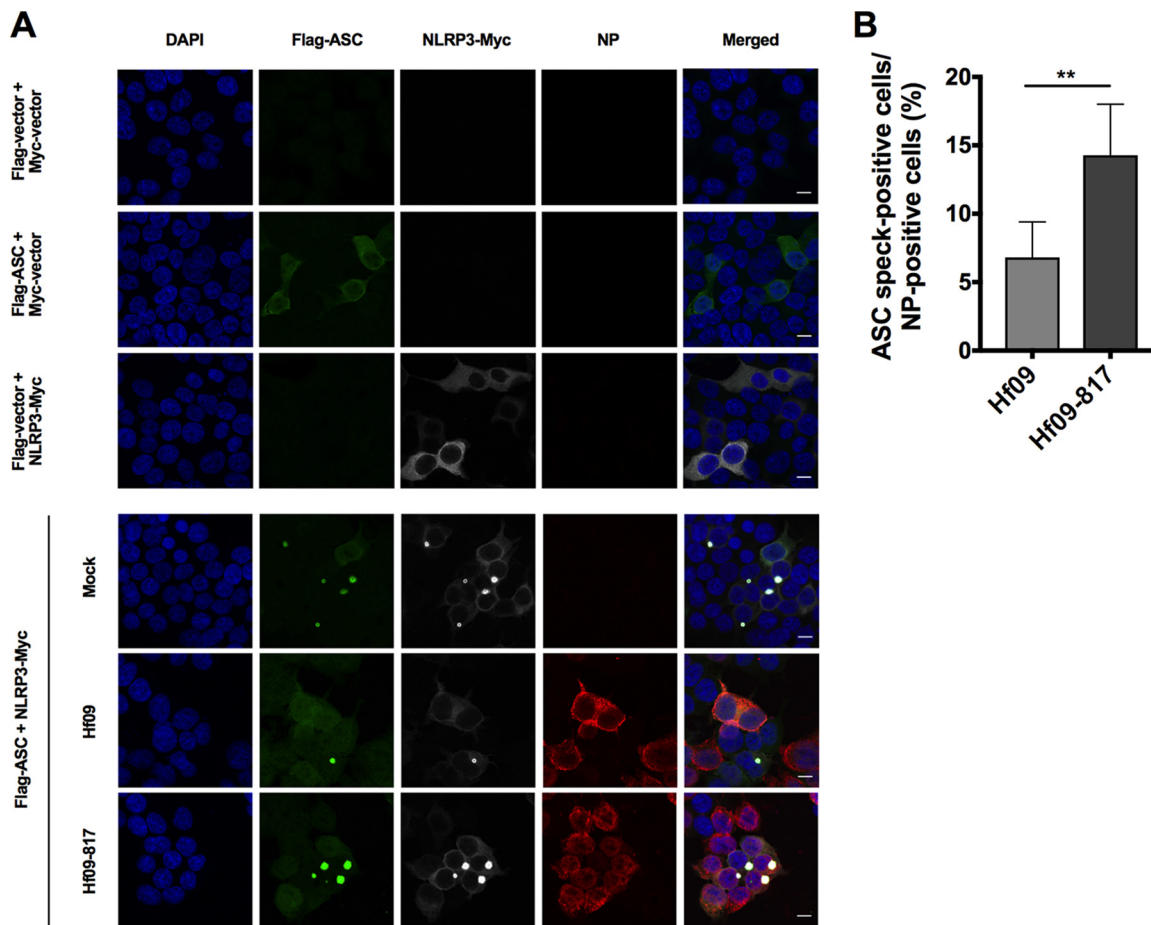 A
DAPI Flag-ASC NLRP3-Myc NP Merged
Flag-vector +
Myc-vector
Flag-ASC +
Myc-vector
Flag-vector +
NLRP3-Myc
Flag-ASC + NLRP3-Myc
Mock
Hf09
Hf09-817
B
ASC speck-positive cells/
NP-positive cells (%)
20
15
10
5
0
**
Hf09
Hf09-817